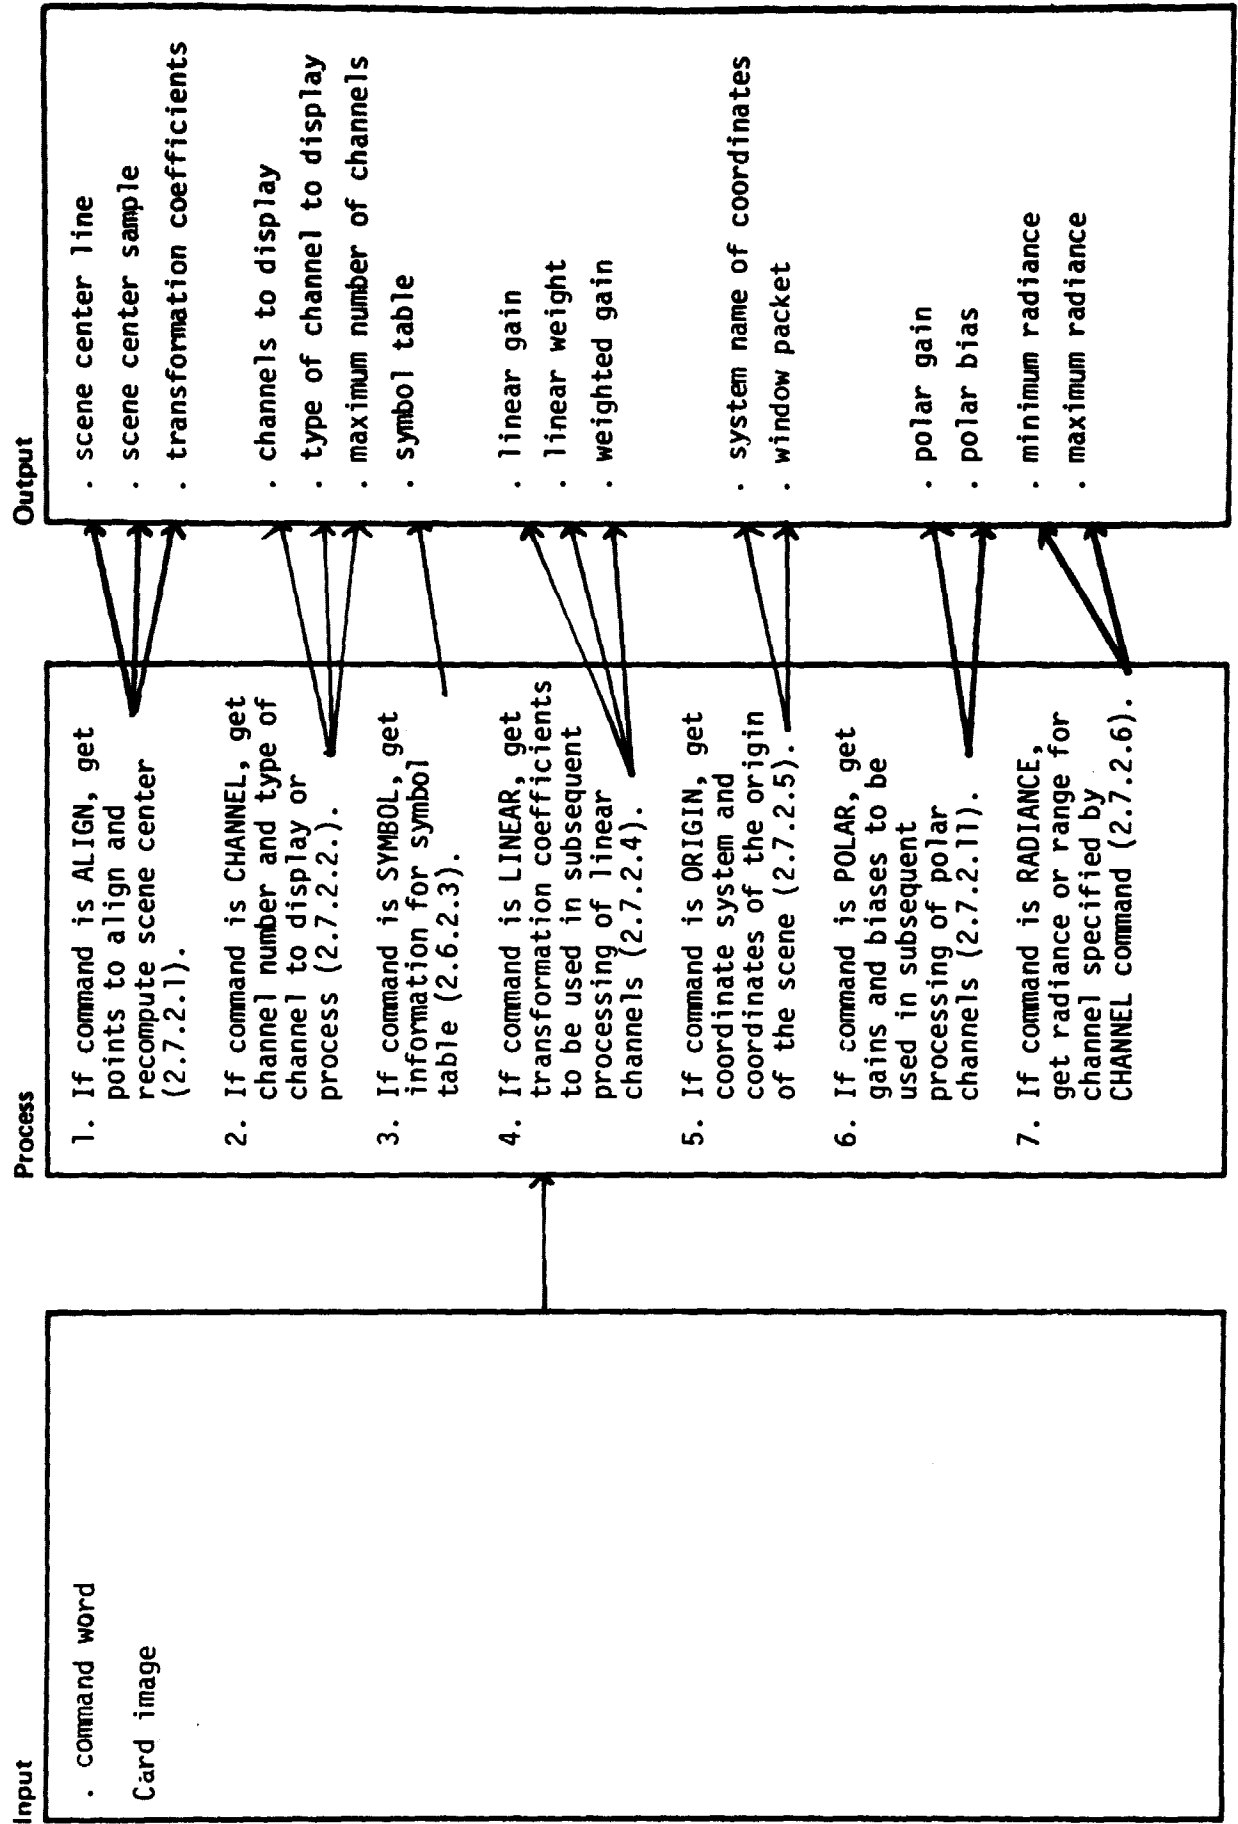 Input
. command word
Card image
Process
1. If command is ALIGN, get
points to align and
recompute scene center
(2.7.2.1).
2. If command is CHANNEL, get
channel number and type of
channel to display or
process (2.7.2.2.).
3. If command is SYMBOL, get
information for symbol
table (2.6.2.3).
4. If command is LINEAR, get
transformation coefficients
to be used in subsequent
processing of linear
channels (2.7.2.4).
5. If command is ORIGIN, get
coordinate system and
coordinates of the origin
of the scene (2.7.2.5).
6. If command is POLAR, get
gains and biases to be
used in subsequent
processing of polar
channels (2.7.2.11).
7. If command is RADIANCE,
get radiance or range for
channel specified by
CHANNEL command (2.7.2.6).
Output
. scene center line
. scene center sample
. transformation coefficients
. channels to display
. type of channel to display
. maximum number of channels
. symbol table
. linear gain
. linear weight
. weighted gain
. system name of coordinates
. window packet
. polar gain
. polar bias
. minimum radiance
. maximum radiance